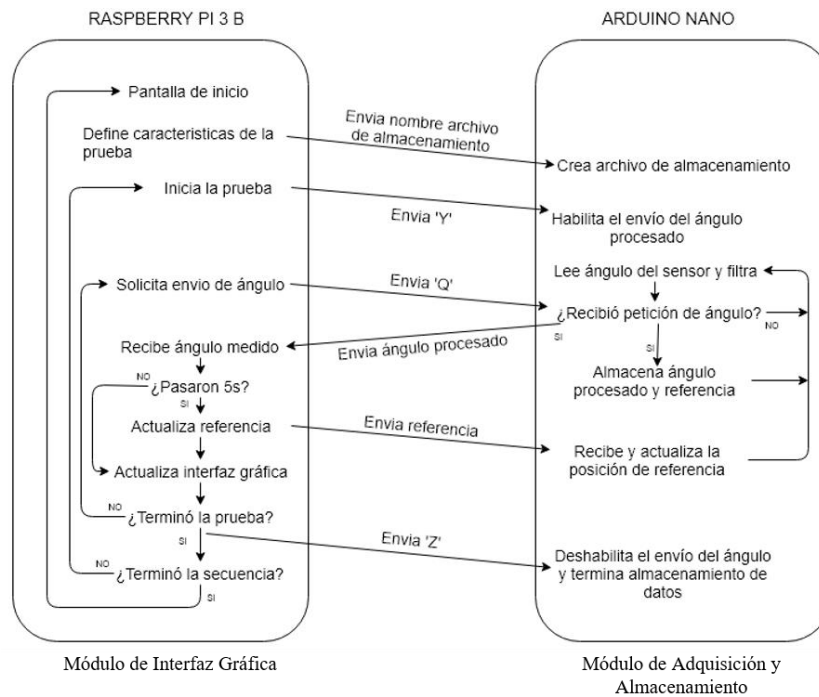 RASPBERRY PI 3 B
ARDUINO NANO
Pantalla de inicio
Define caracteristicas de la
prueba
Envia nombre archivo
de almacenamiento
Crea archivo de almacenamiento
Inicia la prueba
Envia 'Y'
Habilita el envío del ángulo
procesado
Lee ángulo del sensor y filtra
Solicita envio de ángulo
Envia 'Q'
¿Recibió petición de ángulo?
NO
SI
SI
Envia ángulo procesado
Recibe ángulo medido
Almacena ángulo
procesado y referencia
NO
¿Pasaron 5s?
SI
Actualiza referencia
Envia referencia
Recibe y actualiza la
posición de referencia
Actualiza interfaz gráfica
NO
¿Terminó la prueba?
SI
Envia 'Z'
Deshabilita el envío del ángulo
y termina almacenamiento de
datos
NO
¿Terminó la secuencia?
SI
Módulo de Interfaz Gráfica
Módulo de Adquisición y
Almacenamiento